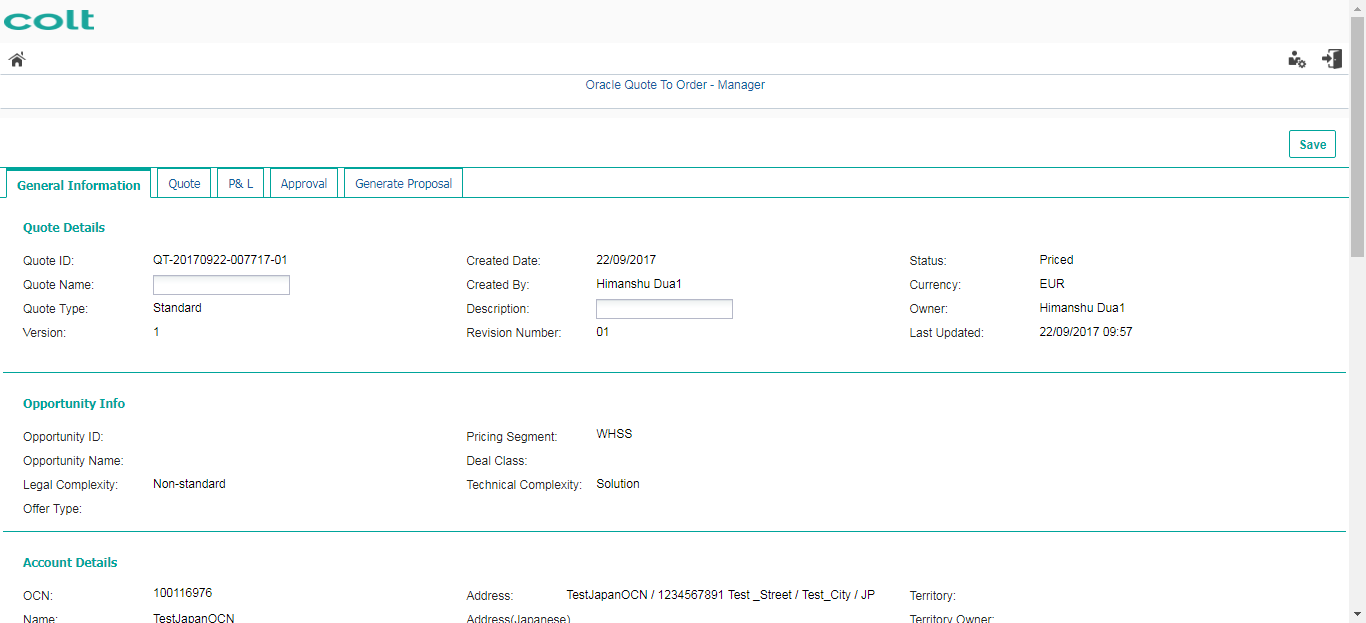 colt
Oracle Quote To Order - Manager
Save
General Information Quote P& L Approval Generate Proposal
Quote Details
Quote ID: QT-20170922-007717-01 Created Date: 22/09/2017 Status: Priced
Quote Name: Created By: Himanshu Dua1 Currency: EUR
Quote Type: Standard Description: Owner: Himanshu Dua1
Version: 1 Revision Number: 01 Last Updated: 22/09/2017 09:57
Opportunity Info
Opportunity ID: Pricing Segment: WHSS
Opportunity Name: Deal Class:
Legal Complexity: Non-standard Technical Complexity: Solution
Offer Type:
Account Details
OCN: 100116976 Address: TestJapanOCN / 1234567891 Test _Street / Test_City / JP Territory:
Name: TestJapanOCN Address(Japanese) Territory Owner: